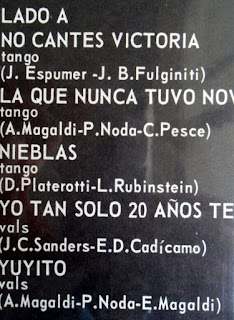 LADO A
NO CANTES VICTORIA
tango
(J. Espumer -J. B.Fulginiti)
LA QUE NUNCA TUVO NOV
tango
(A.Magaldi-P.Noda-C.Pesce)
NIEBLAS
tango
(D.Platerotti-L.Rubinstein)
YO TAN SOLO 20 AÑOS TE
vals
(J.C.Sanders-E.D.Cadícamo)
YUYITO
vals
(A.Magaldi-P.Noda-E.Magaldi)